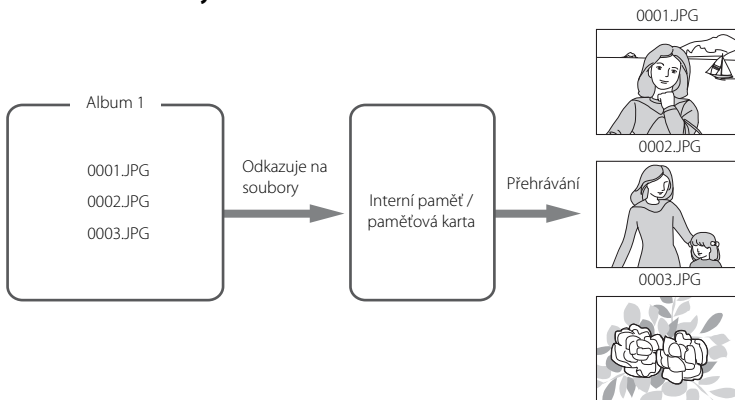 0001.JPG
Album 1
0001.JPG
0002.JPG
0003.JPG
Odkazuje na
soubory
Interní paměť /
paměťová karta
Přehrávání
0002.JPG
0003.JPG